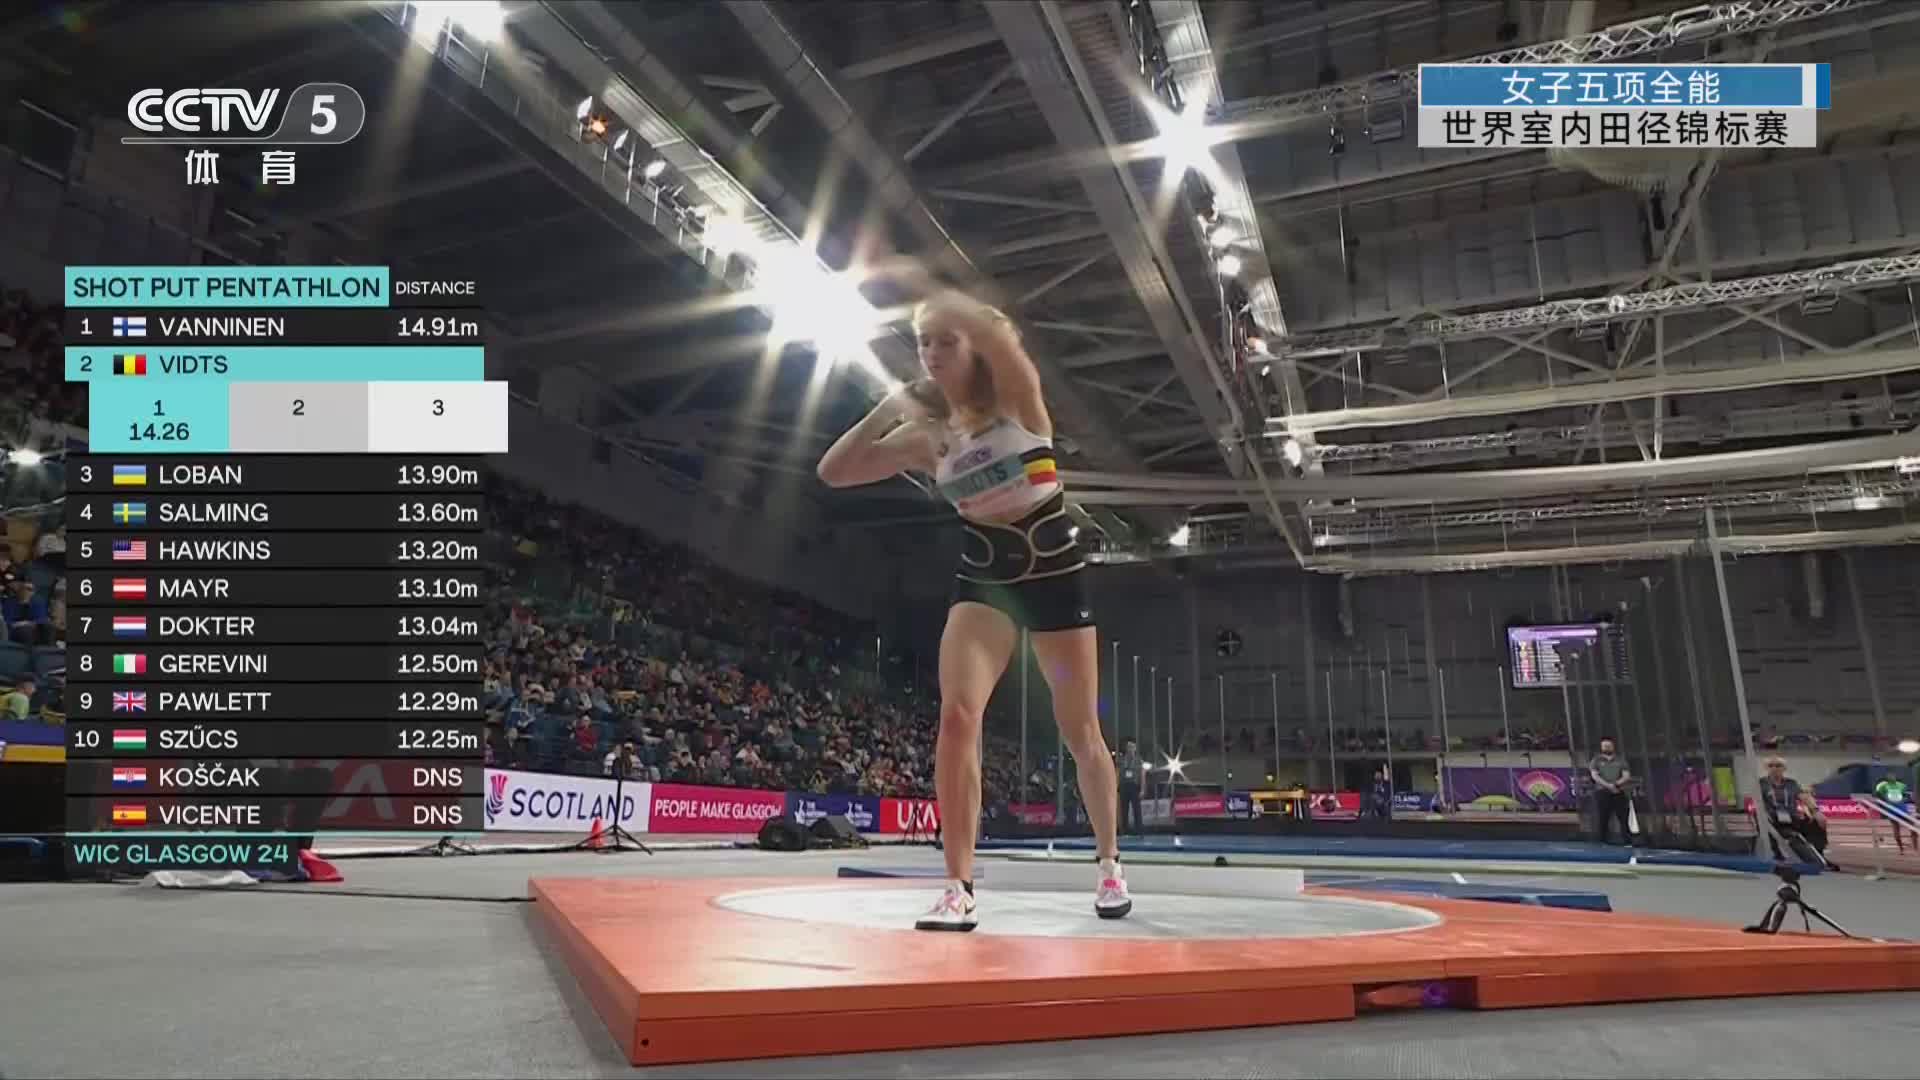 CCTV 5
体育
女子五项全能
世界室内田径锦标赛
SHOT PUT PENTATHLON DISTANCE
1 VANNINEN 14.91m
2 VIDTS
1 2 3
14.26
3 LOBAN 13.90m
4 SALMING 13.60m
5 HAWKINS 13.20m
6 MAYR 13.10m
7 DOKTER 13.04m
8 GEREVINI 12.50m
9 PAWLETT 12.29m
10 SZŰCS 12.25m
KOŠČAK DNS
VICENTE DNS
WIC GLASGOW 24
SCOTLAND
PEOPLE MAKE GLASGOW